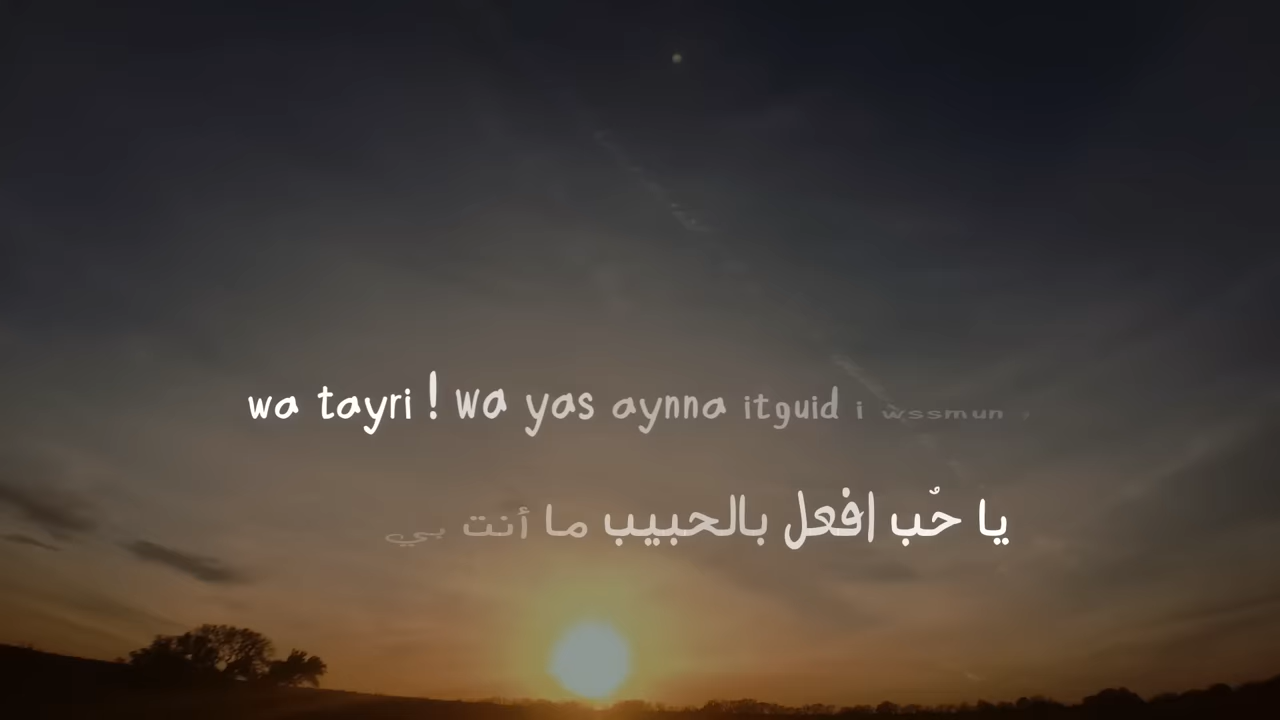 wa tayri ! wa yas aynna itguid i wssmun
يا حُب افعل بالحبيب ما أنت بي